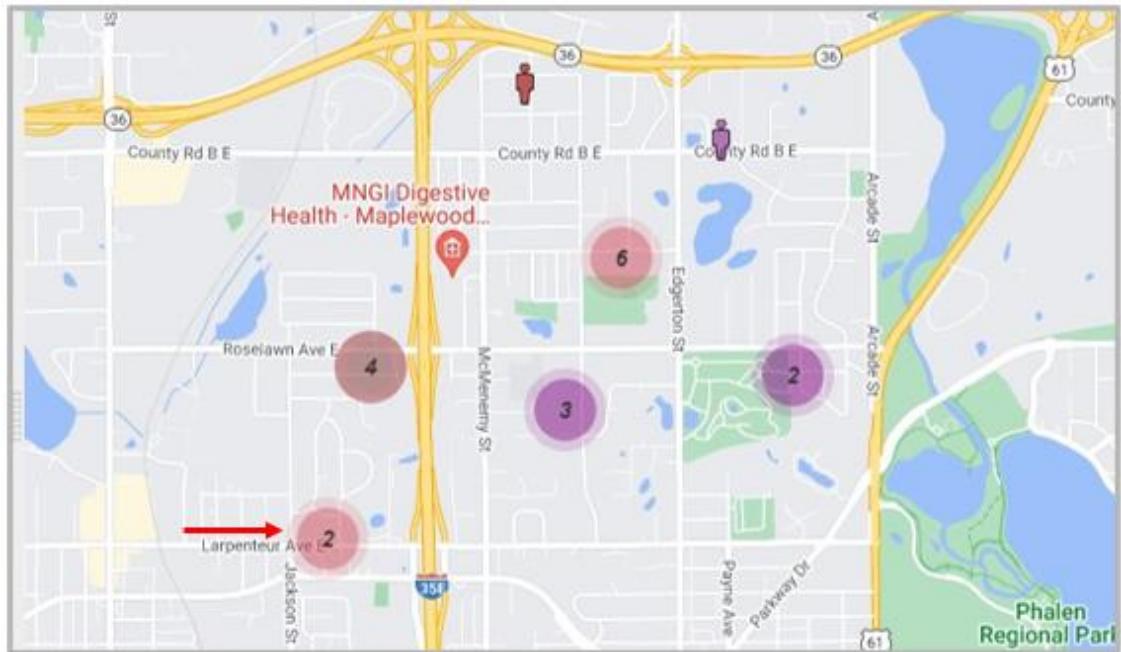 St
A
36
36
61
36
County
County Rd B E
County Rd B E
County Rd B E
MNGI Digestive
Health - Maplewood...
Arcade St
6
Edgerton St
Roselawn Ave E
4
McMenemy St
Arcade St
2
3
2
Larpenteur Ave E
Jackson St
35E
Payne Ave
Parkway Dr
Phalen
Regional Park
61